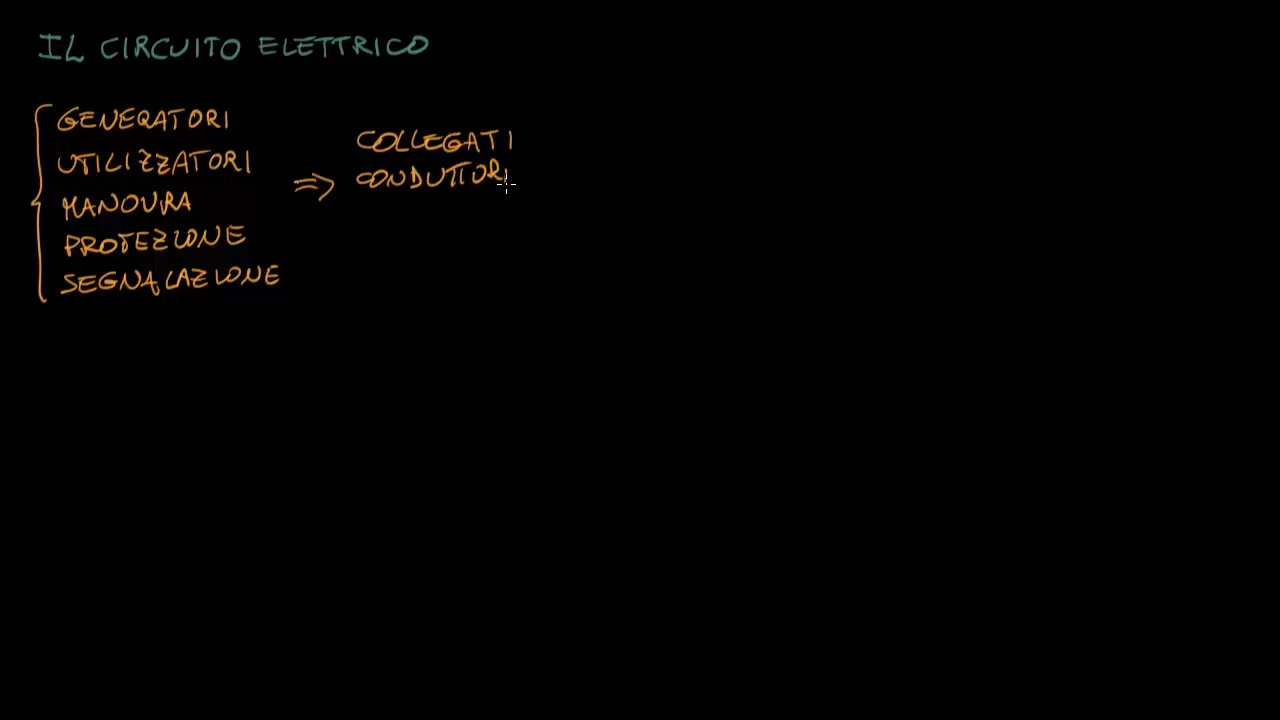 IL CIRCUITO ELETTRICO
GENERATORI
UTILIZZATORI
MANOVRA
PROTEZIONE
SEGNALAZIONE
⇒
COLLEGATI
CONDUTTORI